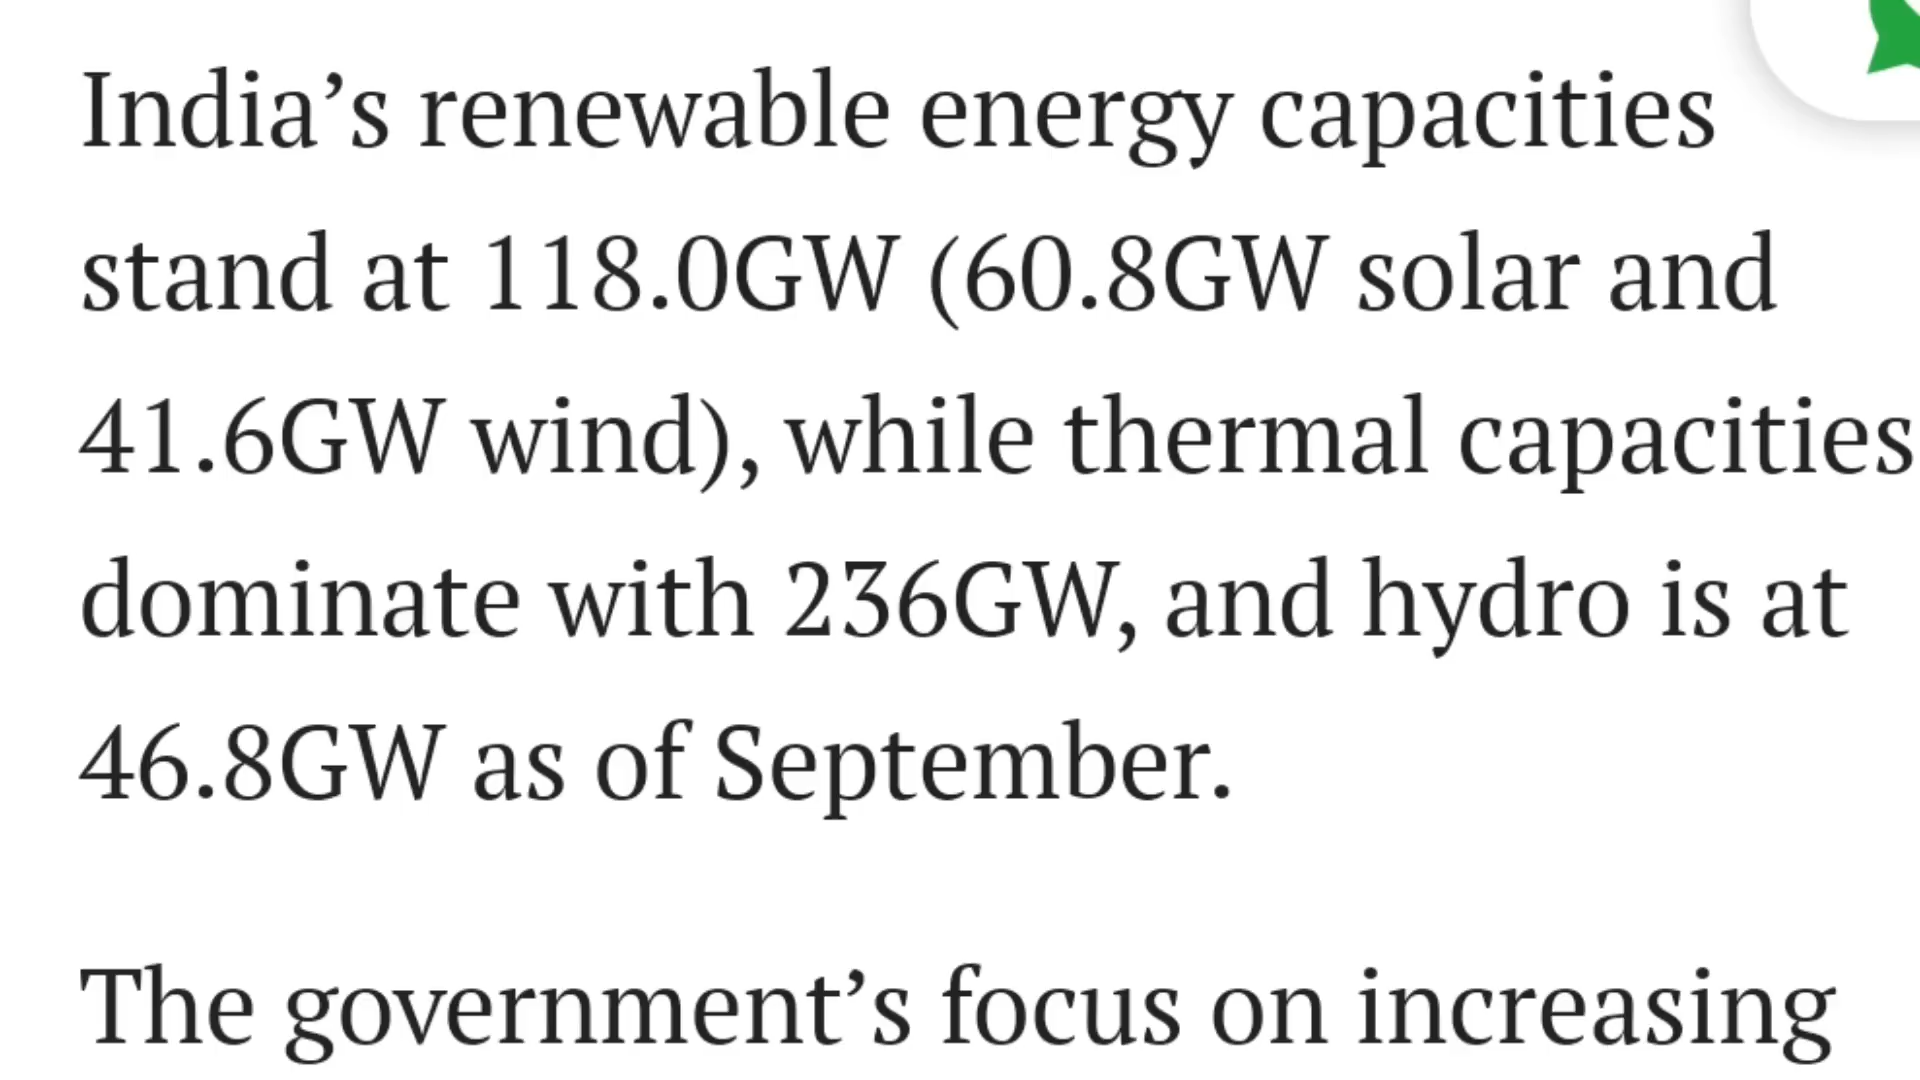 India’s renewable energy capacities
stand at 118.0GW (60.8GW solar and
41.6GW wind), while thermal capacities
dominate with 236GW, and hydro is at
46.8GW as of September.
The government’s focus on increasing